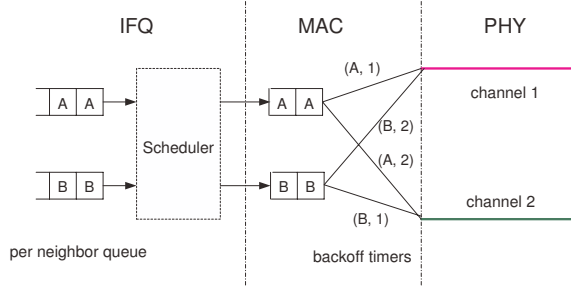 IFQ MAC PHY
(A, 1)
channel 1
A A A A
(B, 2)
Scheduler
(A, 2)
B B B B
channel 2
(B, 1)
per neighbor queue
backoff timers